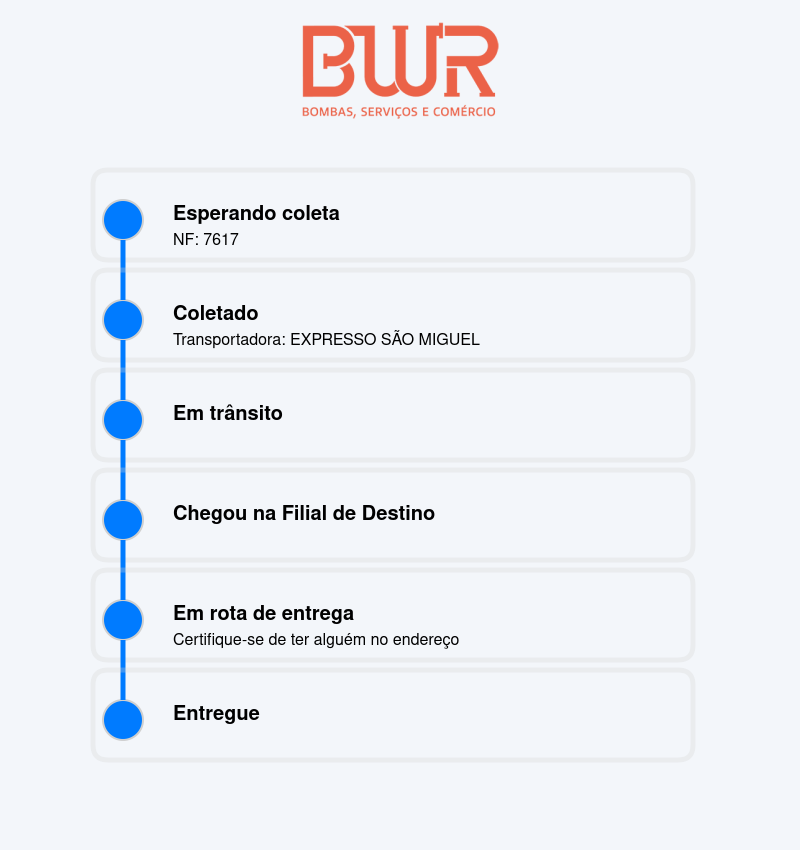 BWR
BOMBAS, SERVIÇOS E COMÉRCIO
Esperando coleta
NF: 7617
Coletado
Transportadora: EXPRESSO SÃO MIGUEL
Em trânsito
Chegou na Filial de Destino
Em rota de entrega
Certifique-se de ter alguém no endereço
Entregue